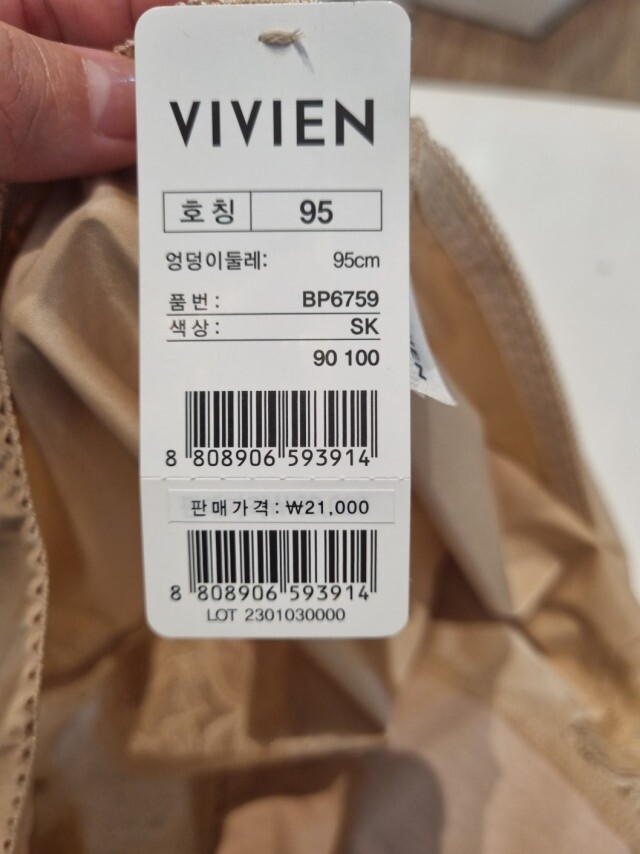 VIVIEN
호칭 95
엉덩이둘레: 95cm
품번: BP6759
색상: SK
90 100
8 808906 593914
판매가격: ₩21,000
8 808906 593914
LOT 2301030000